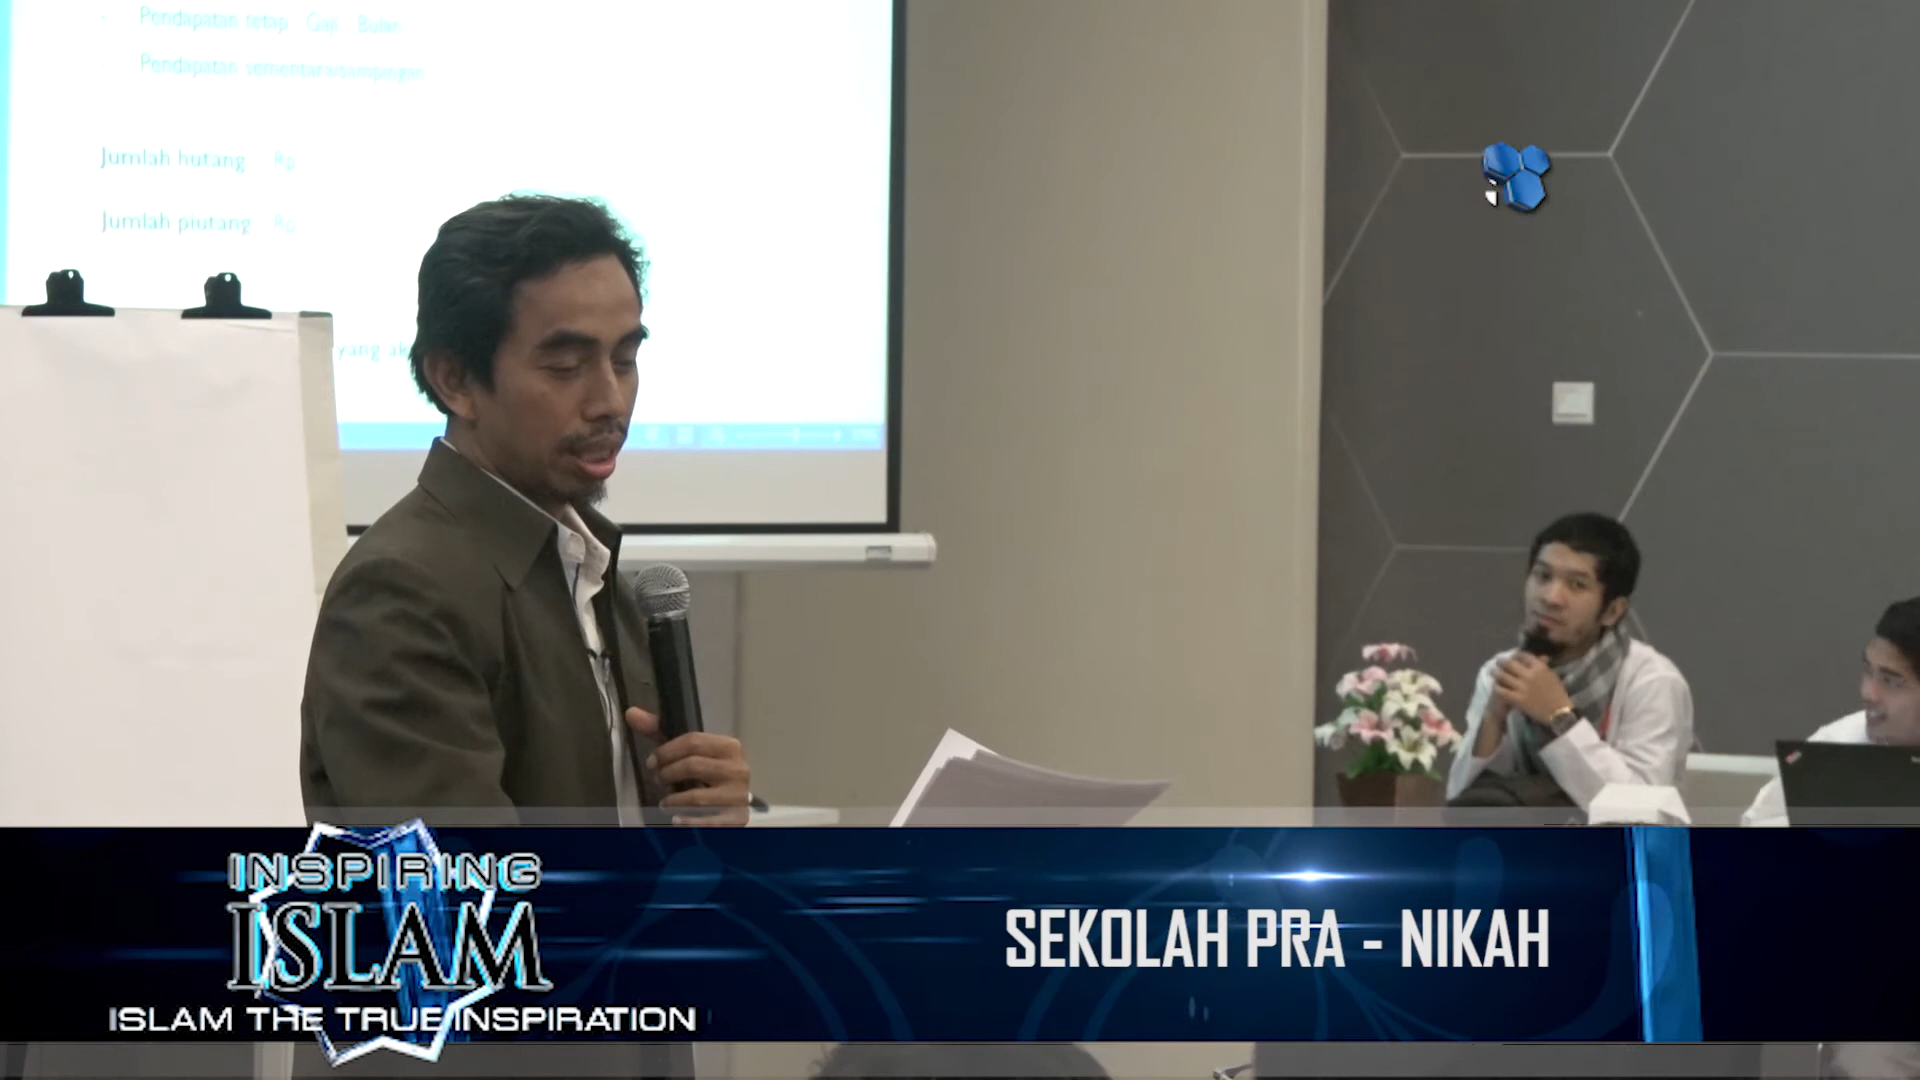 - Pendapatan tetap Gaji Bulan
- Pendapatan sementara/sampingan
Jumlah hutang Rp
Jumlah piutang Rp
yang ak
INSPIRING
ISLAM
ISLAM THE TRUE INSPIRATION
SEKOLAH PRA - NIKAH